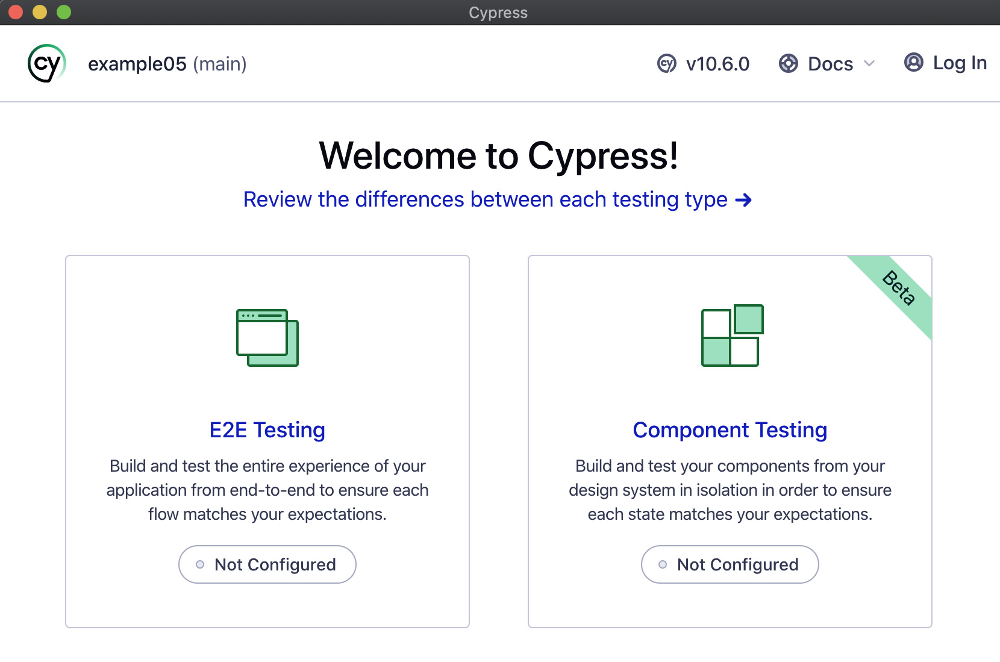 Cypress
cy example05 (main)
cy v10.6.0 Docs Log In
Welcome to Cypress!
Review the differences between each testing type →
E2E Testing
Build and test the entire experience of your
application from end-to-end to ensure each
flow matches your expectations.
Not Configured
Beta
Component Testing
Build and test your components from your
design system in isolation in order to ensure
each state matches your expectations.
Not Configured